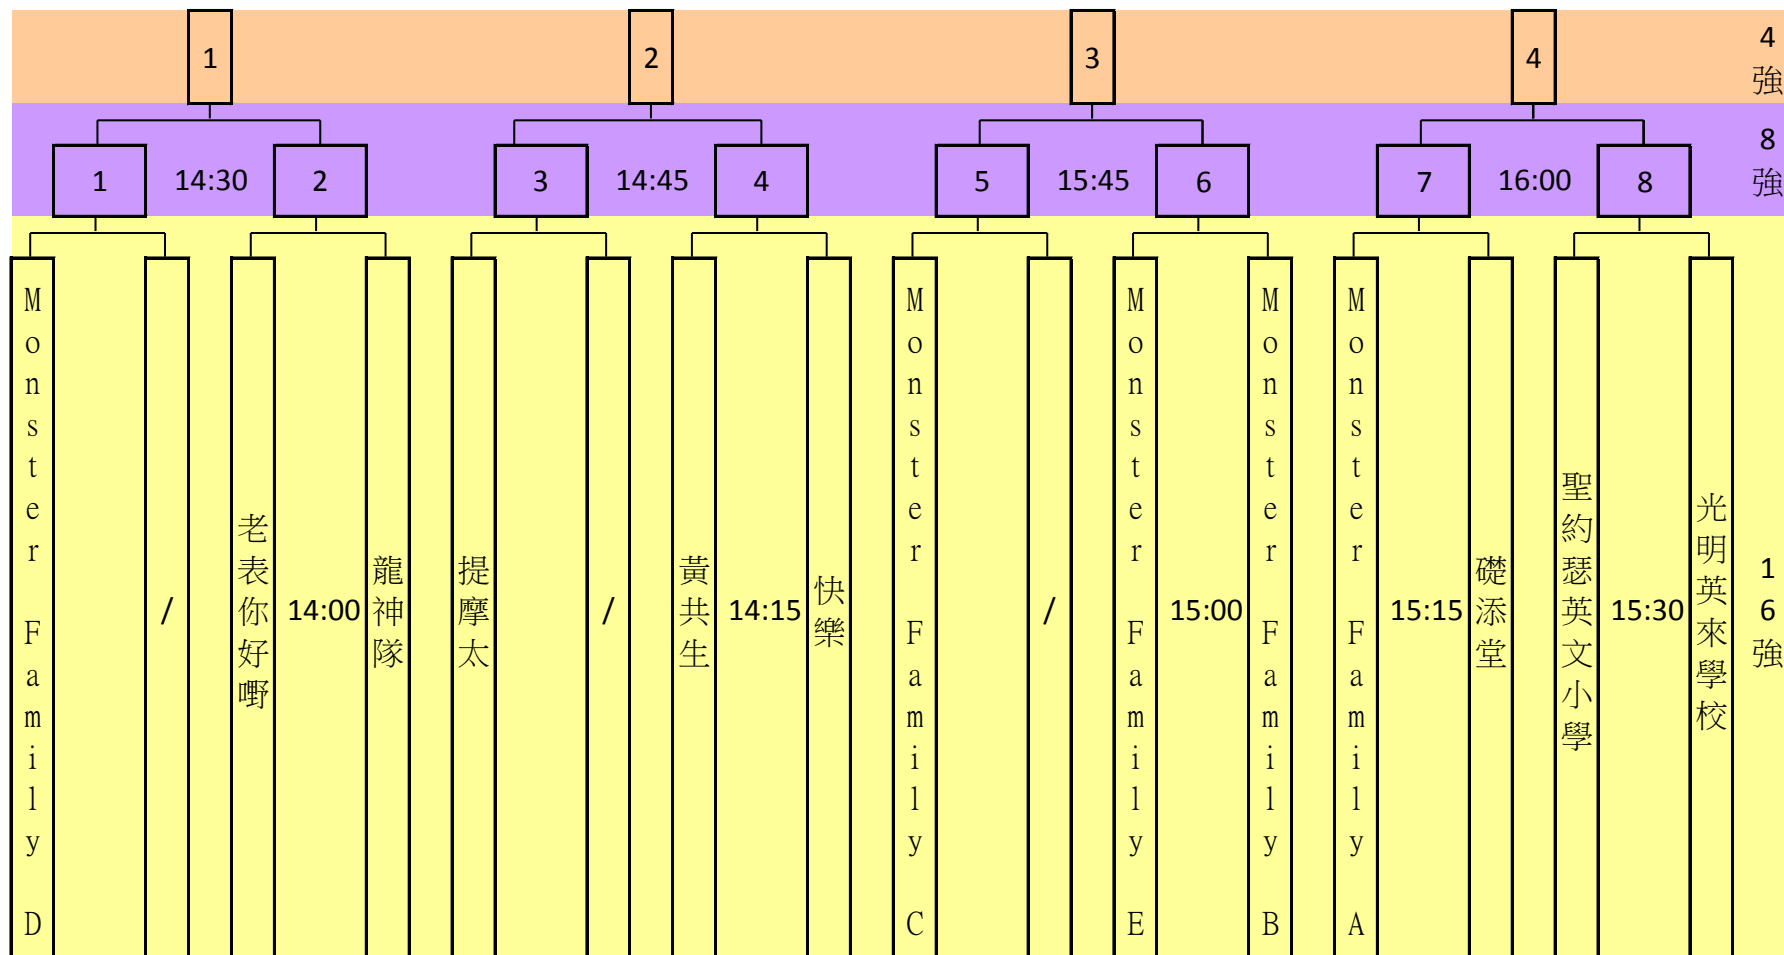 1
2
3
4
4強
1
14:30
2
3
14:45
4
5
15:45
6
7
16:00
8
8強
Monster Family D
/
老表你好嘢
14:00
龍神隊
提摩太
/
黃共生
14:15
快樂
Monster Family C
/
Monster Family E
15:00
Monster Family B
Monster Family A
15:15
礎添堂
聖約瑟英文小學
15:30
光明英來學校
16強